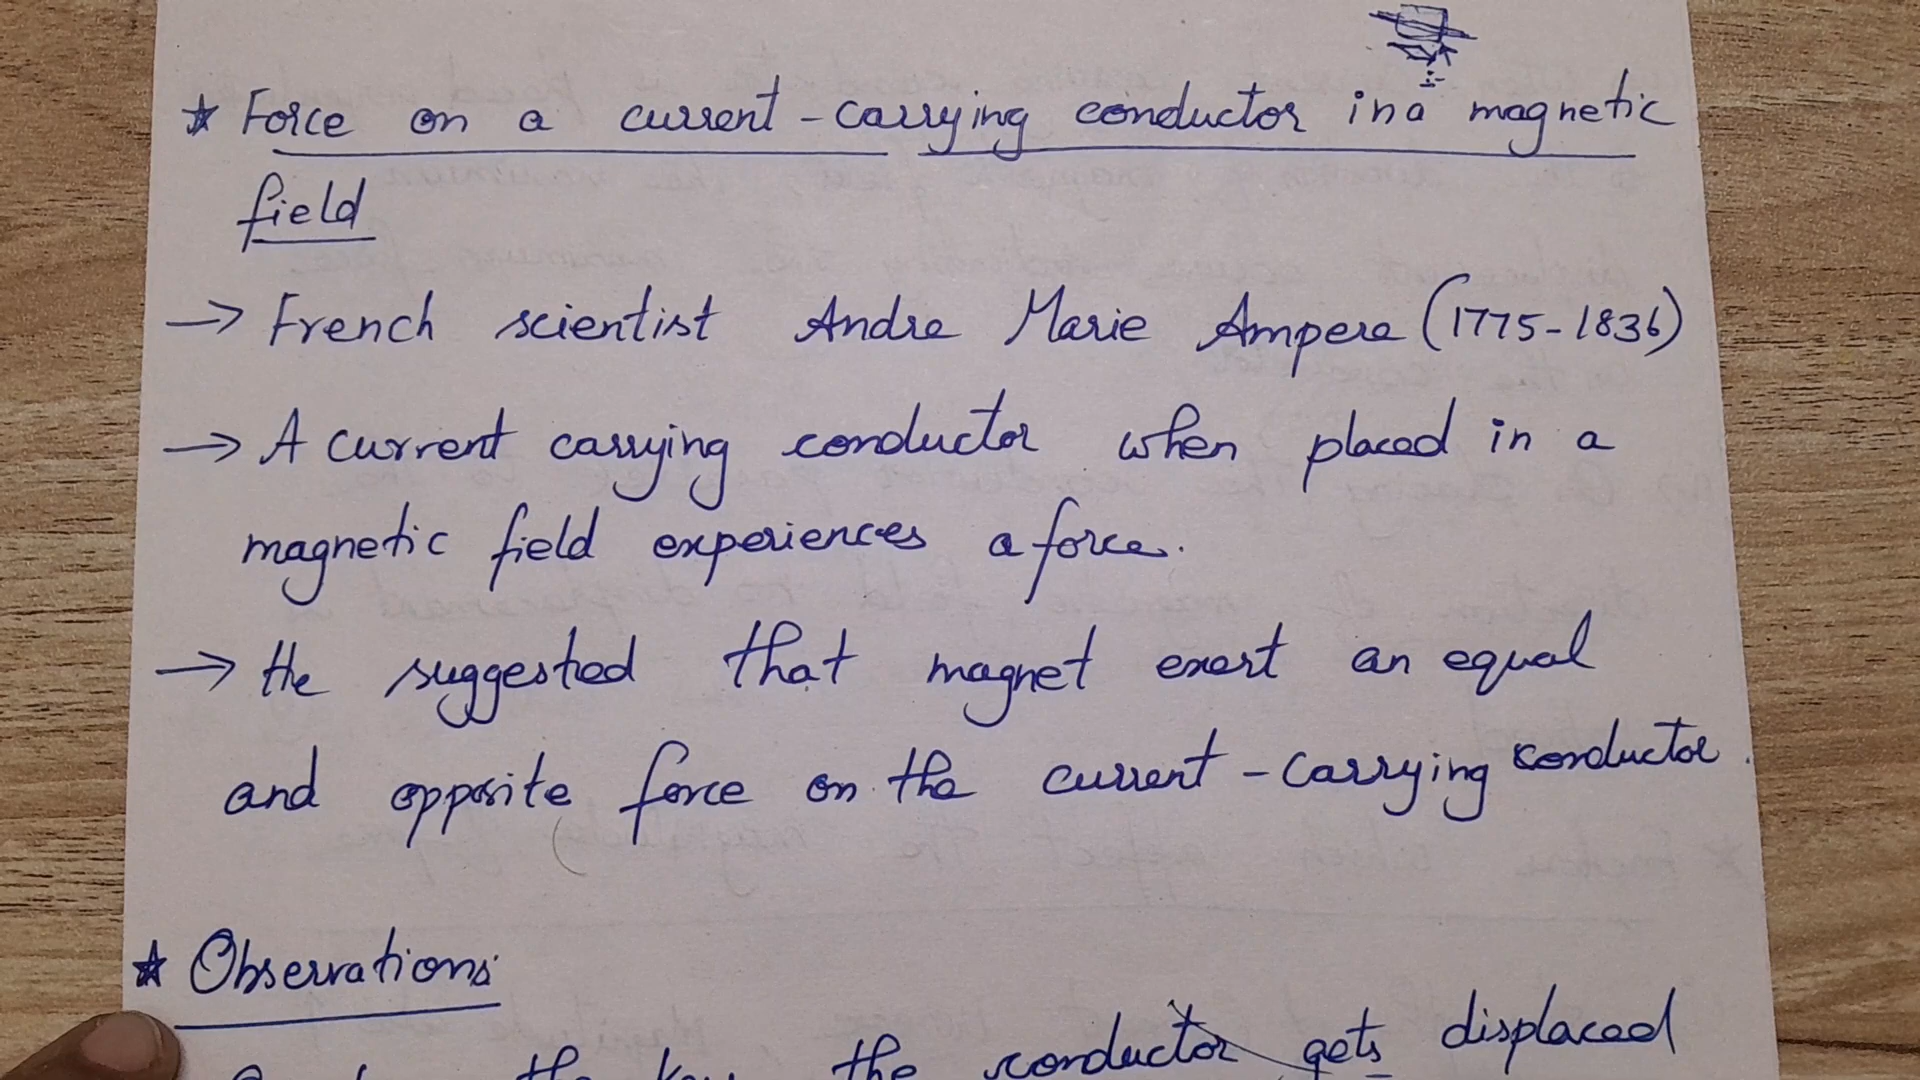 ★ Force on a current-carrying conductor in a magnetic
field
→ French scientist Andre Marie Ampere (1775-1836)
→ A current carrying conductor when placed in a
magnetic field experiences a force.
→ He suggested that magnet exert an equal
and opposite force on the current-carrying conductor.
★ Observations:
the key the conductor gets displaced